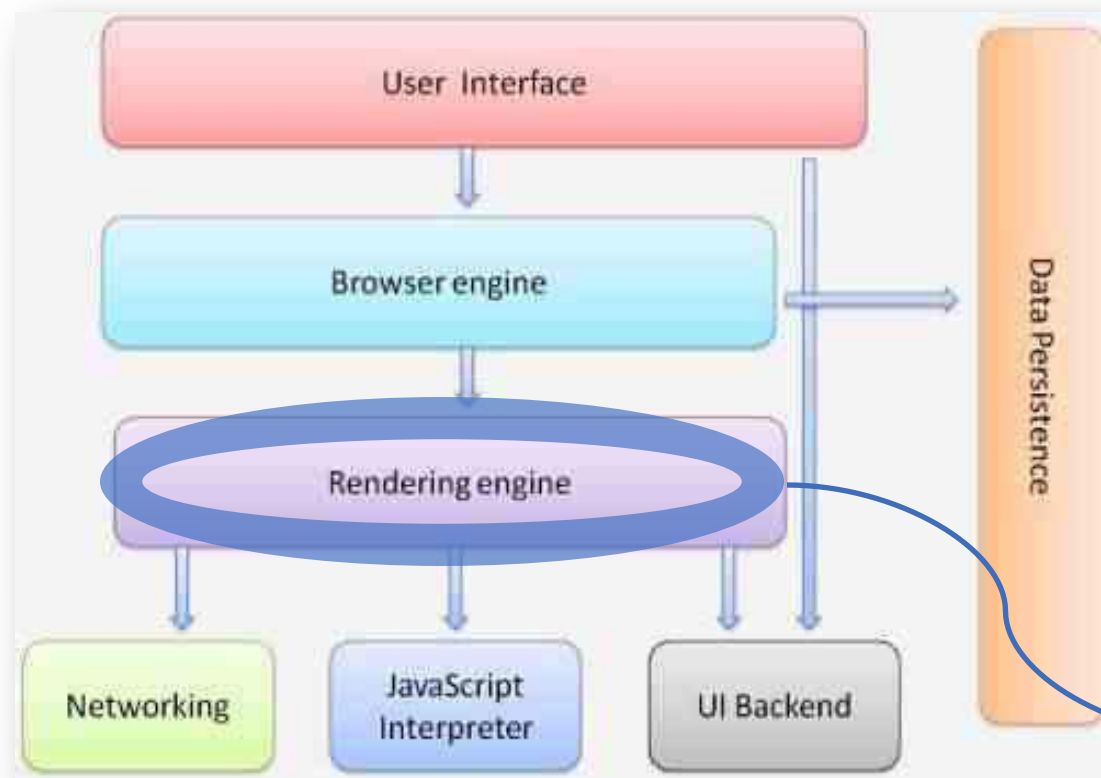 User Interface
Browser engine
Data Persistence
Rendering engine
Networking
JavaScript
Interpreter
UI Backend